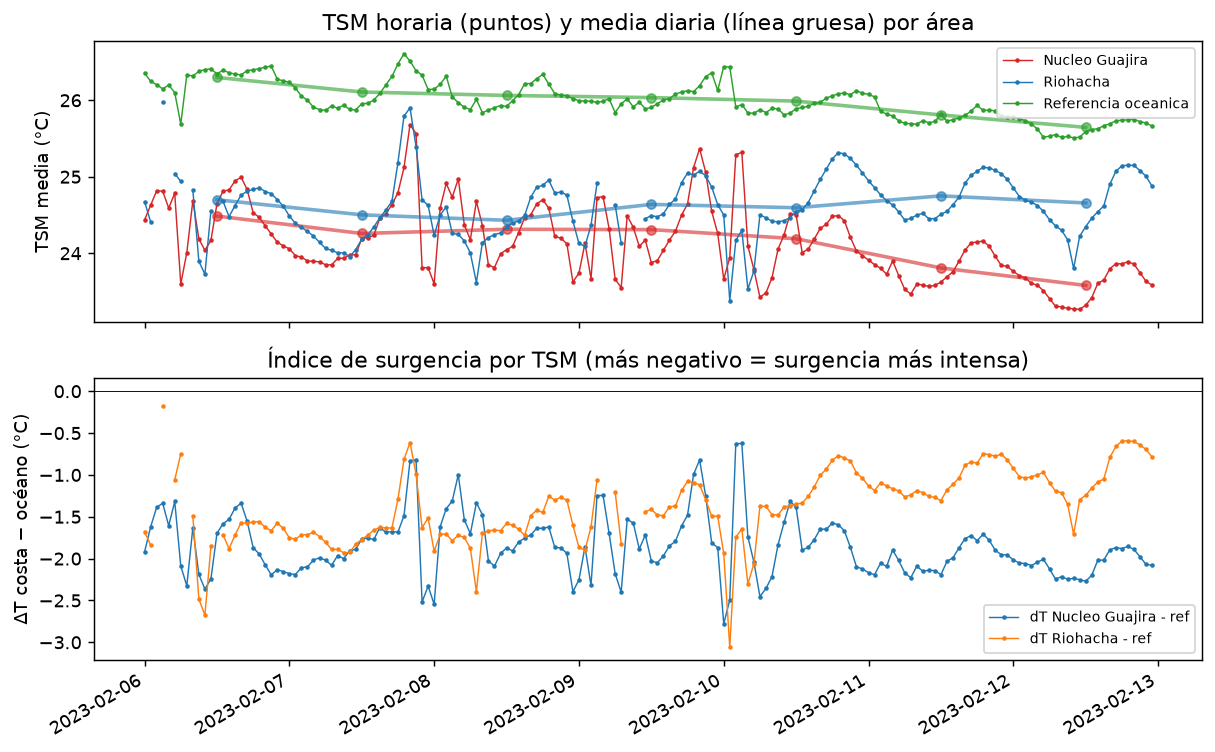 TSM horaria (puntos) y media diaria (línea gruesa) por área
TSM media (°C)
26
25
24
Nucleo Guajira
Riohacha
Referencia oceanica
Índice de surgencia por TSM (más negativo = surgencia más intensa)
ΔT costa − océano (°C)
0.0
−0.5
−1.0
−1.5
−2.0
−2.5
−3.0
dT Nucleo Guajira - ref
dT Riohacha - ref
2023-02-06
2023-02-07
2023-02-08
2023-02-09
2023-02-10
2023-02-11
2023-02-12
2023-02-13